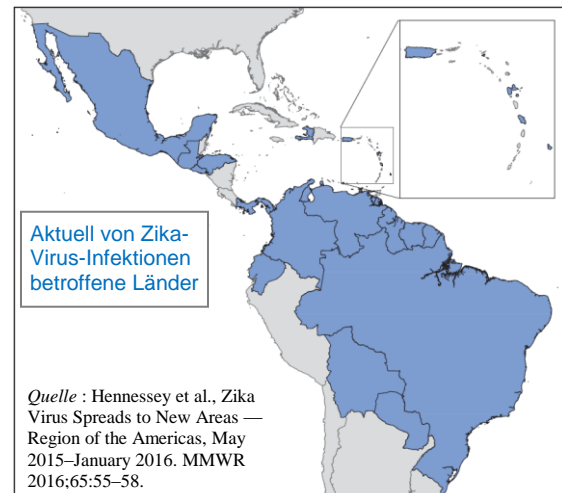 Aktuell von Zika-
Virus-Infektionen
betroffene Länder
Quelle : Hennessey et al., Zika
Virus Spreads to New Areas —
Region of the Americas, May
2015–January 2016. MMWR
2016;65:55–58.